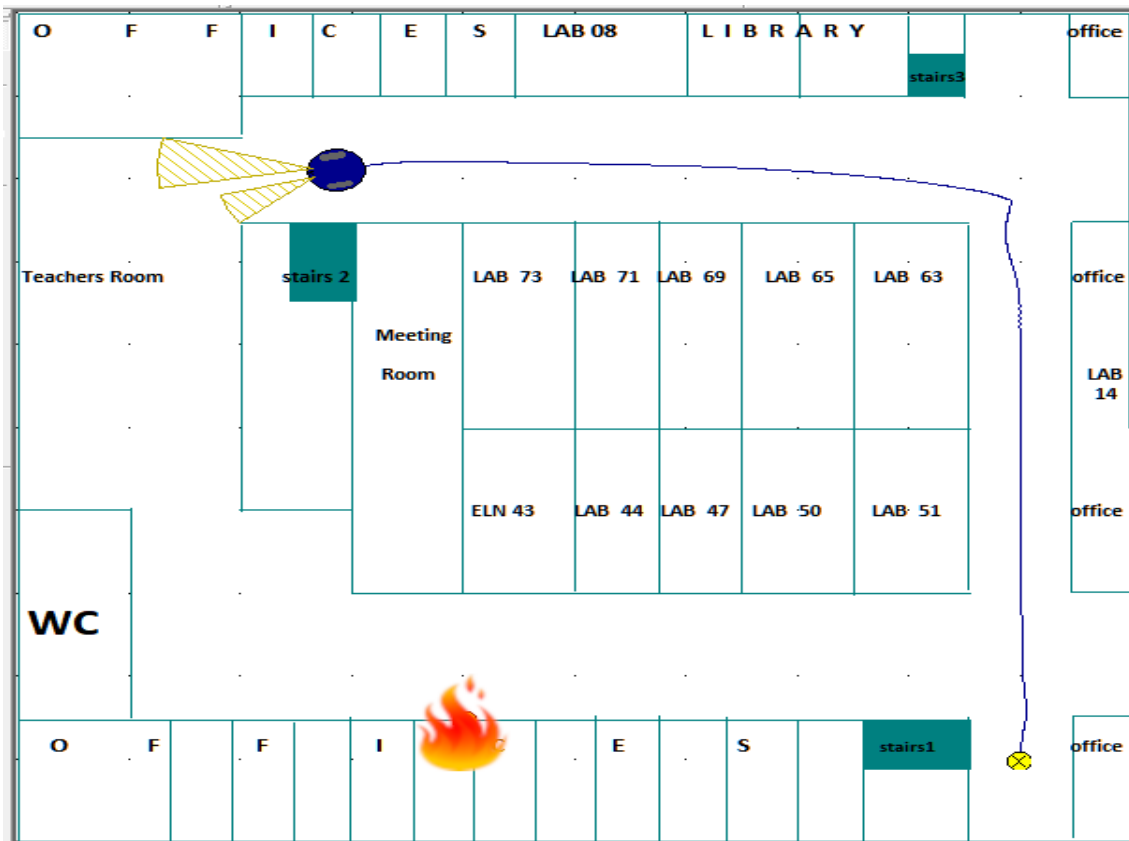 O F F I C E S LAB 08 L I B R A R Y office
stairs3
Teachers Room stairs 2 LAB 73 LAB 71 LAB 69 LAB 65 LAB 63 office
Meeting
Room
LAB
14
ELN 43 LAB 44 LAB 47 LAB 50 LAB 51 office
WC
O F F I C E S stairs1 office